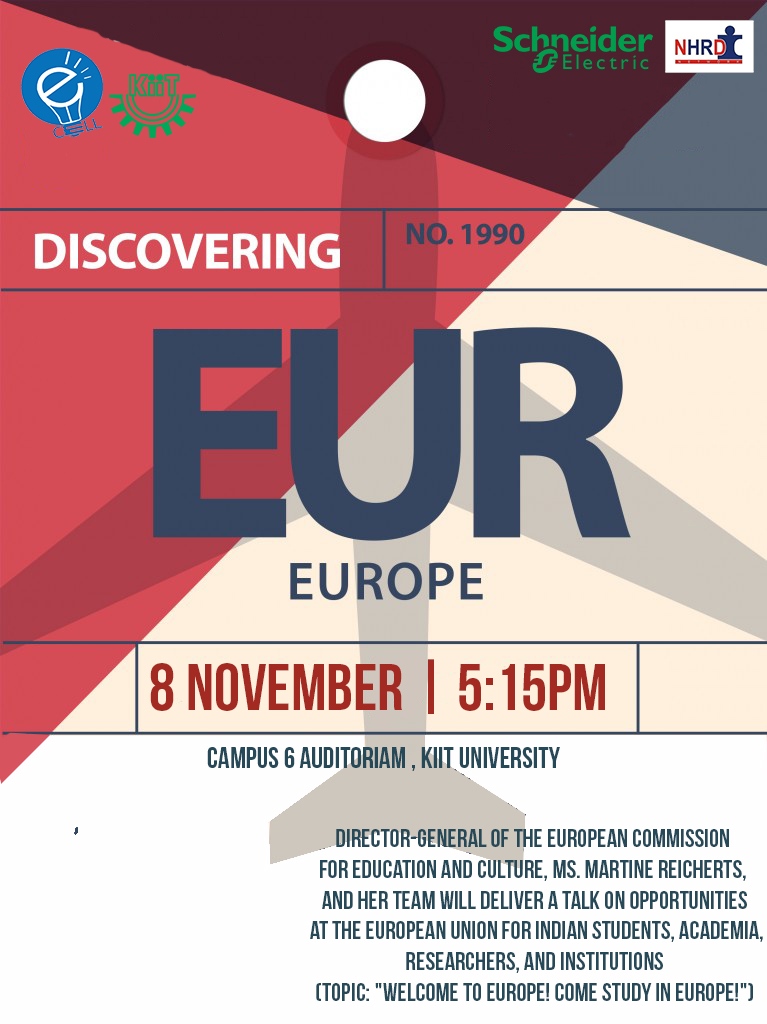 Schneider
Electric
NHRD
NETWORK
e
CELL
KiiT
DISCOVERING
NO. 1990
EUR
EUROPE
8 NOVEMBER | 5:15PM
CAMPUS 6 AUDITORIAM , KIIT UNIVERSITY
DIRECTOR-GENERAL OF THE EUROPEAN COMMISSION
FOR EDUCATION AND CULTURE, MS. MARTINE REICHERTS,
AND HER TEAM WILL DELIVER A TALK ON OPPORTUNITIES
AT THE EUROPEAN UNION FOR INDIAN STUDENTS, ACADEMIA,
RESEARCHERS, AND INSTITUTIONS
(TOPIC: "WELCOME TO EUROPE! COME STUDY IN EUROPE!")